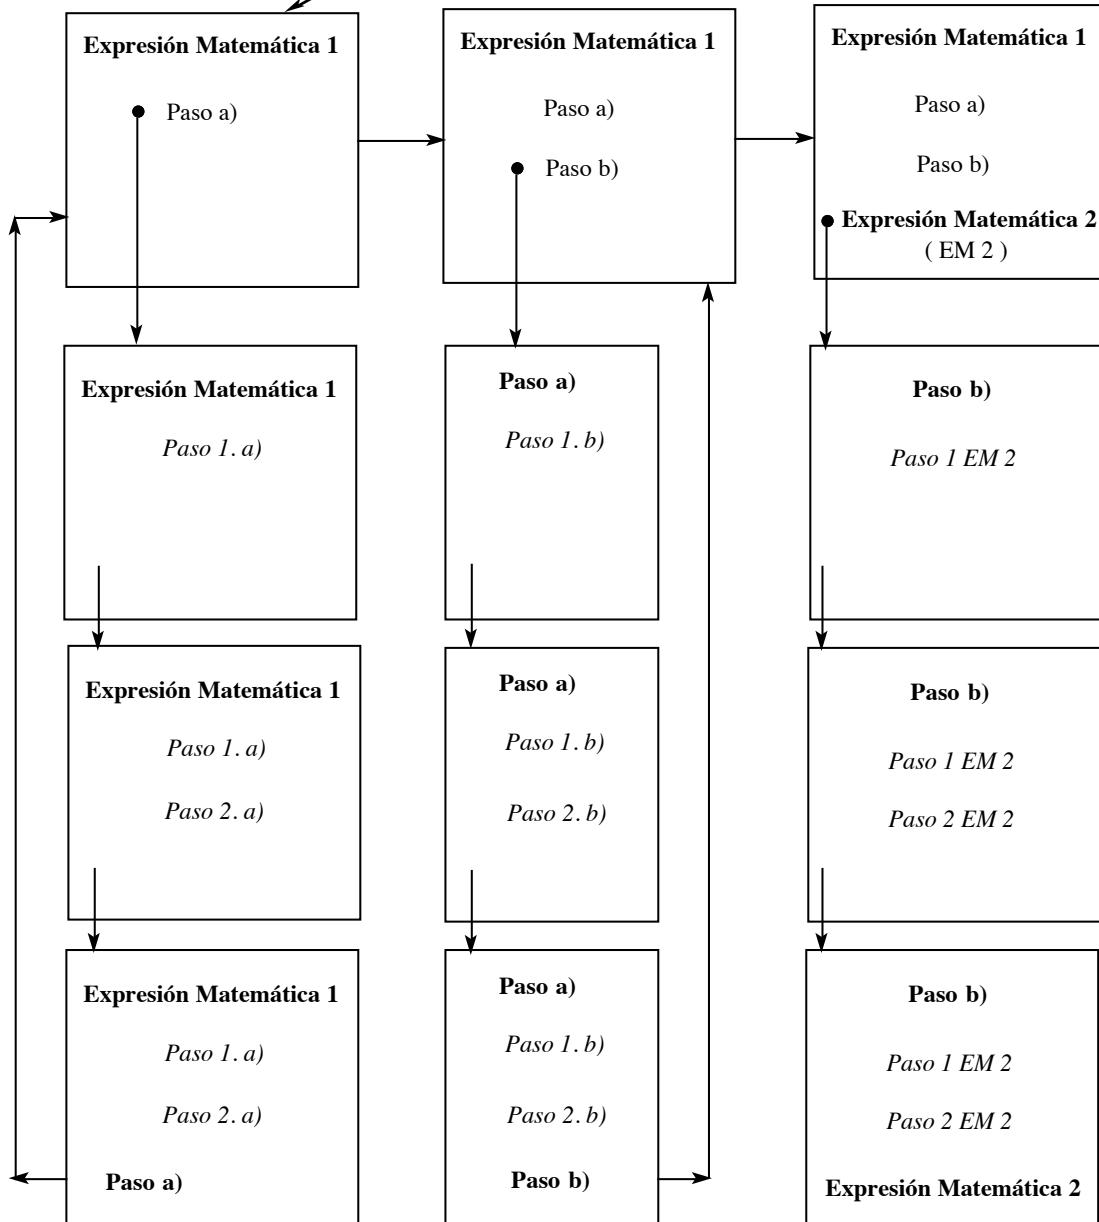 Expresión Matemática 1
Paso a)
Expresión Matemática 1
Paso a)
Paso b)
Expresión Matemática 1
Paso a)
Paso b)
Expresión Matemática 2
( EM 2 )
Expresión Matemática 1
Paso 1. a)
Paso a)
Paso 1. b)
Paso b)
Paso 1 EM 2
Expresión Matemática 1
Paso 1. a)
Paso 2. a)
Paso a)
Paso 1. b)
Paso 2. b)
Paso b)
Paso 1 EM 2
Paso 2 EM 2
Expresión Matemática 1
Paso 1. a)
Paso 2. a)
Paso a)
Paso a)
Paso 1. b)
Paso 2. b)
Paso b)
Paso b)
Paso 1 EM 2
Paso 2 EM 2
Expresión Matemática 2